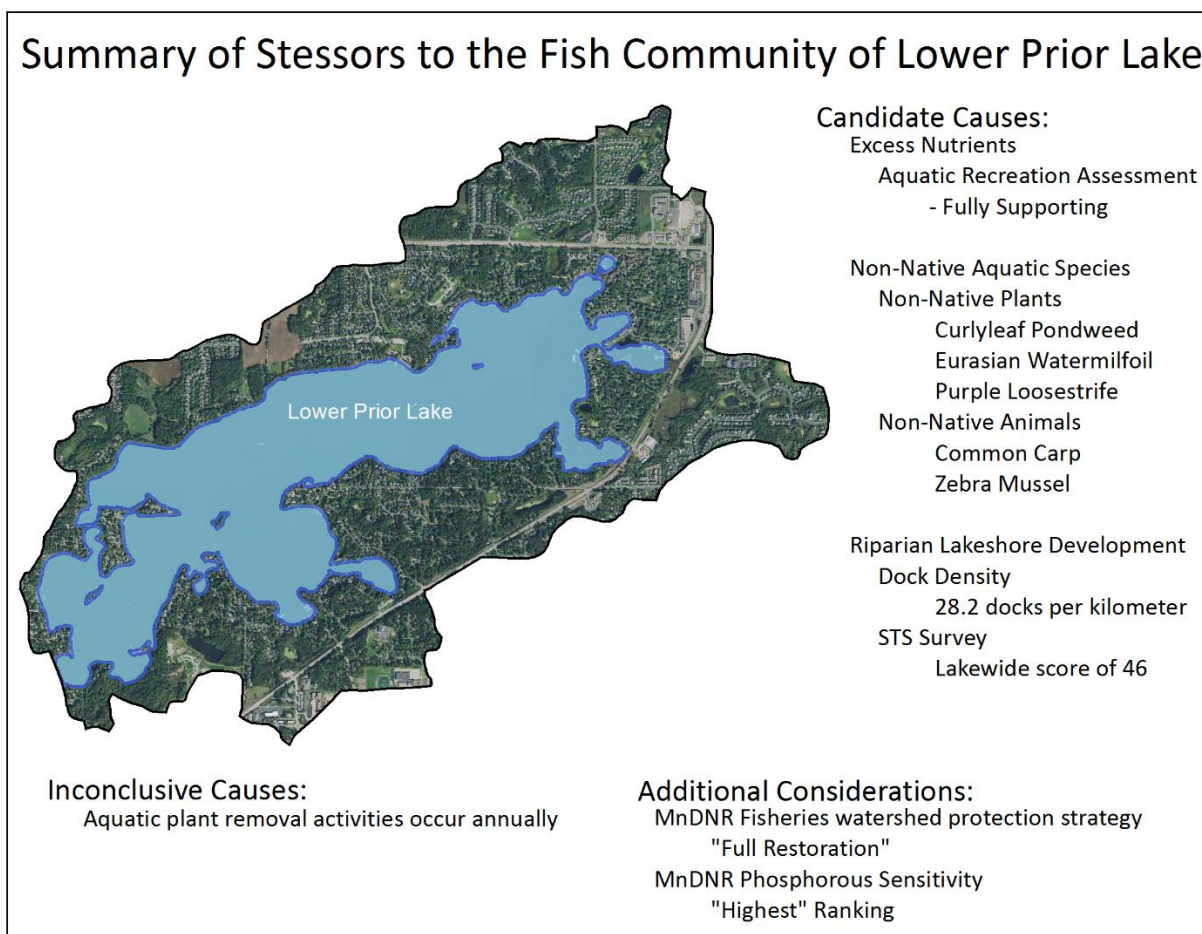 Summary of Stessors to the Fish Community of Lower Prior Lake
Lower Prior Lake
Candidate Causes:
Excess Nutrients
Aquatic Recreation Assessment
- Fully Supporting
Non-Native Aquatic Species
Non-Native Plants
Curlyleaf Pondweed
Eurasian Watermilfoil
Purple Loosestrife
Non-Native Animals
Common Carp
Zebra Mussel
Riparian Lakeshore Development
Dock Density
28.2 docks per kilometer
STS Survey
Lakewide score of 46
Inconclusive Causes:
Aquatic plant removal activities occur annually
Additional Considerations:
MnDNR Fisheries watershed protection strategy
"Full Restoration"
MnDNR Phosphorous Sensitivity
"Highest" Ranking